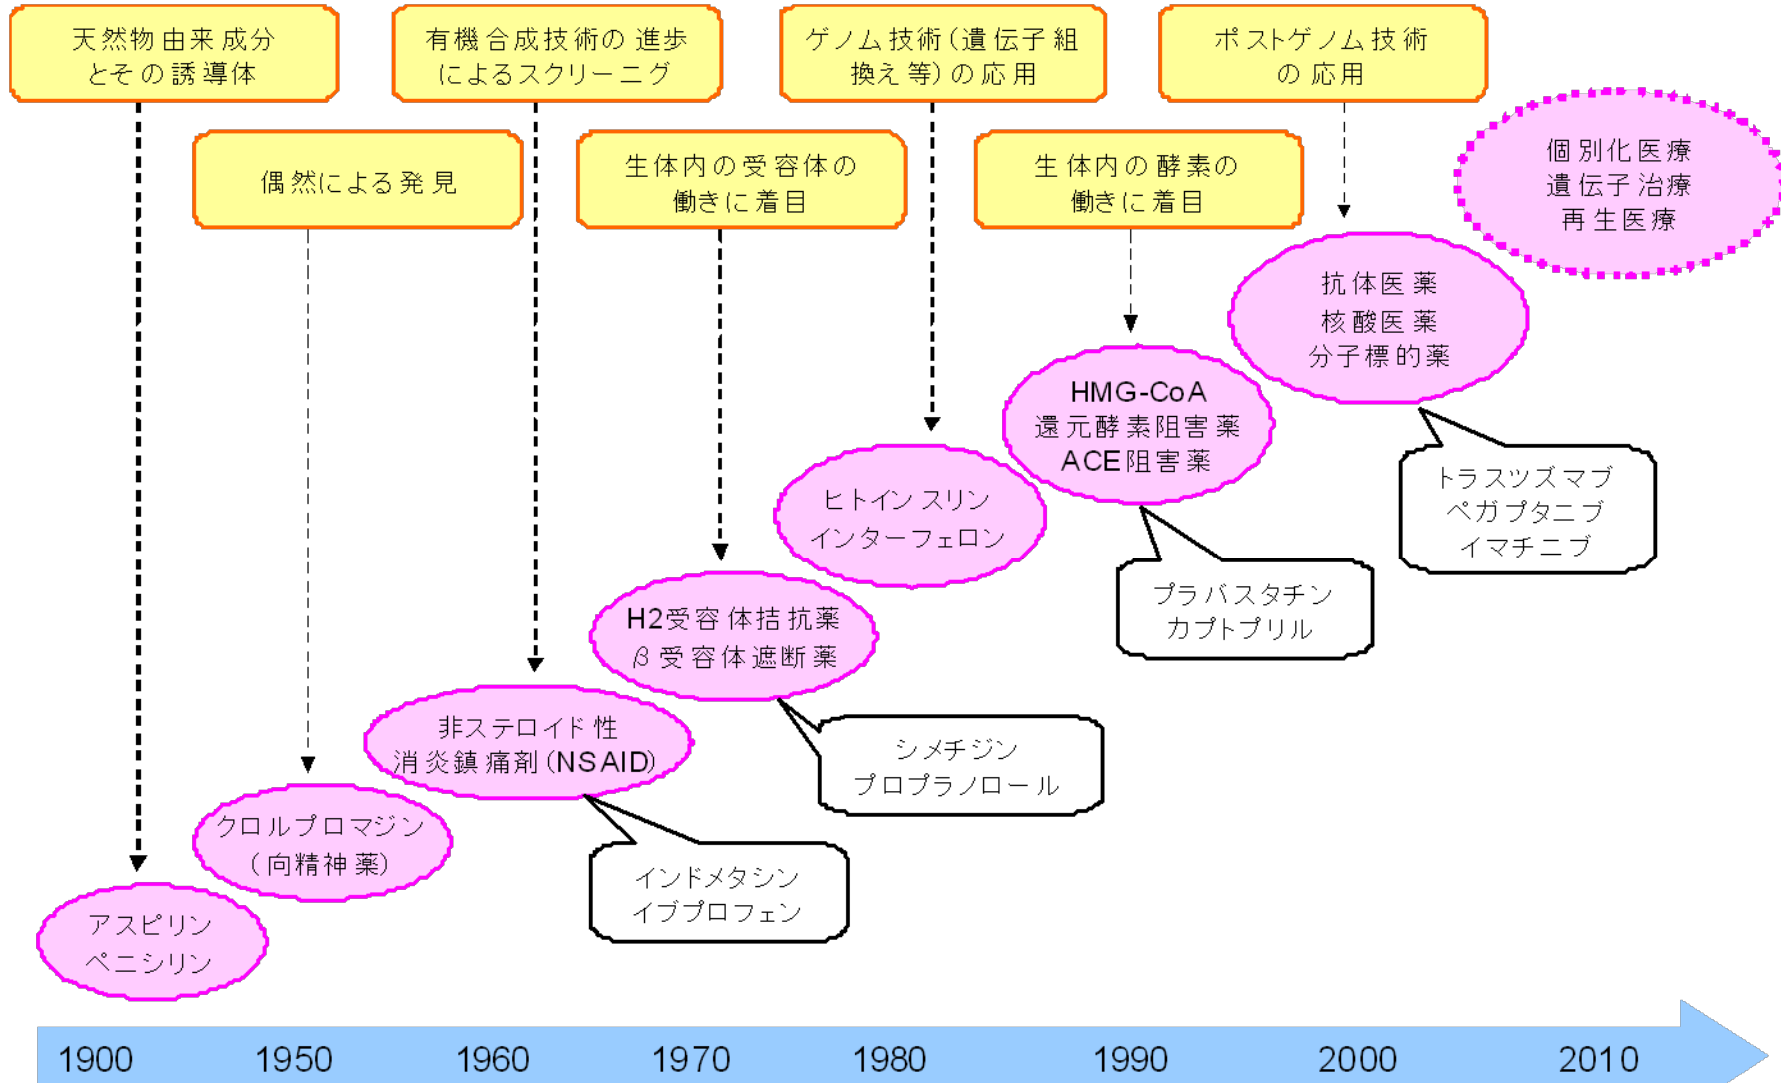 天然物由来成分
とその誘導体
有機合成技術の進歩
によるスクリーニグ
ゲノム技術(遺伝子組
換え等)の応用
ポストゲノム技術
の応用
偶然による発見
生体内の受容体の
働きに着目
生体内の酵素の
働きに着目
個別化医療
遺伝子治療
再生医療
抗体医薬
核酸医薬
分子標的薬
HMG-CoA
還元酵素阻害薬
ACE阻害薬
トラスツズマブ
ペガプタニブ
イマチニブ
ヒトインスリン
インターフェロン
プラバスタチン
カプトプリル
H2受容体拮抗薬
β受容体遮断薬
シメチジン
プロプラノロール
非ステロイド性
消炎鎮痛剤(NSAID)
インドメタシン
イブプロフェン
クロルプロマジン
(向精神薬)
アスピリン
ペニシリン
1900 1950 1960 1970 1980 1990 2000 2010